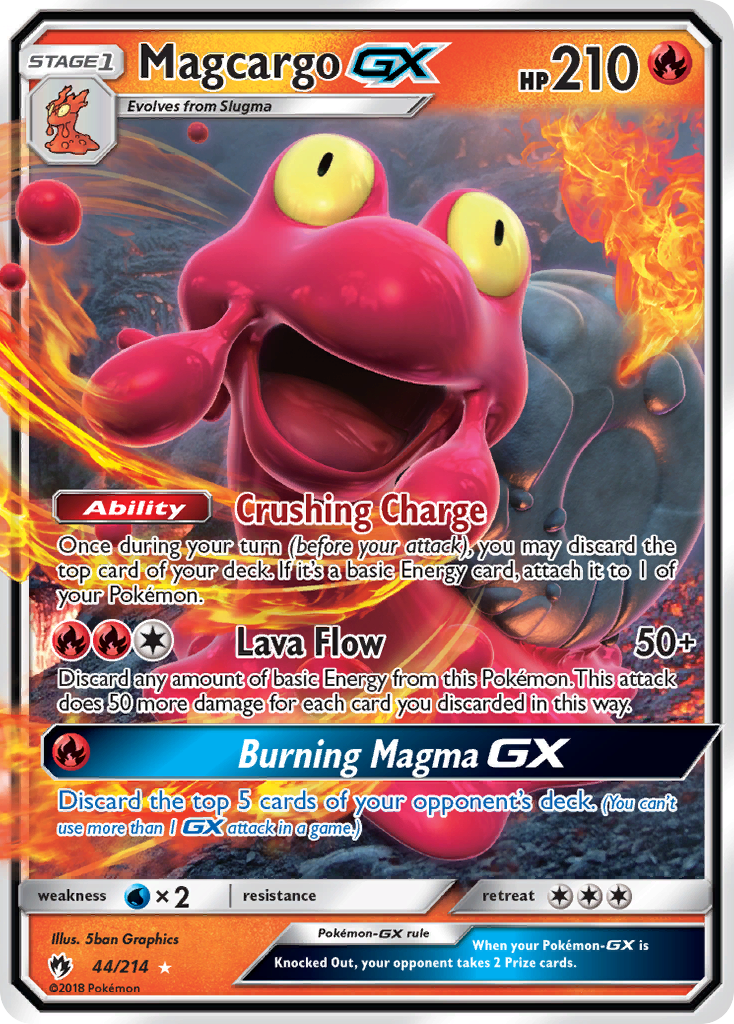 STAGE1 Magcargo GX HP210
Evolves from Slugma
Ability Crushing Charge
Once during your turn (before your attack), you may discard the
top card of your deck. If it's a basic Energy card, attach it to 1 of
your Pokémon.
Lava Flow 50+
Discard any amount of basic Energy from this Pokémon. This attack
does 50 more damage for each card you discarded in this way.
Burning Magma GX
Discard the top 5 cards of your opponent's deck. (You can't
use more than 1 GX attack in a game.)
weakness ×2 resistance retreat
Illus. 5ban Graphics
44/214
©2018 Pokémon
Pokémon-GX rule
When your Pokémon-GX is
Knocked Out, your opponent takes 2 Prize cards.